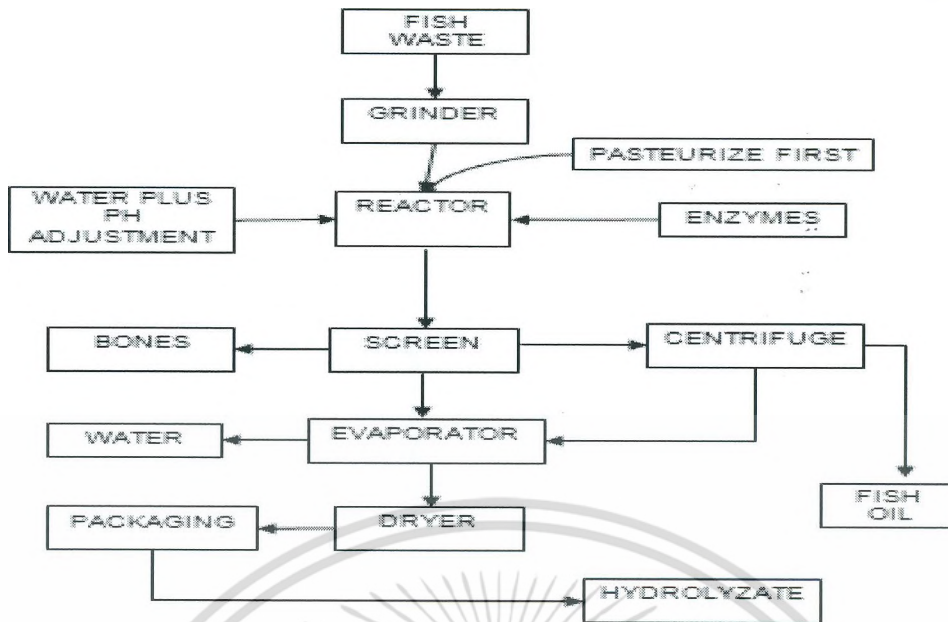 FISH
WASTE
GRINDER
PASTEURIZE FIRST
WATER PLUS
PH
ADJUSTMENT
REACTOR
ENZYMES
BONES
SCREEN
CENTRIFUGE
WATER
EVAPORATOR
FISH
OIL
PACKAGING
DRYER
HYDROLYZATE